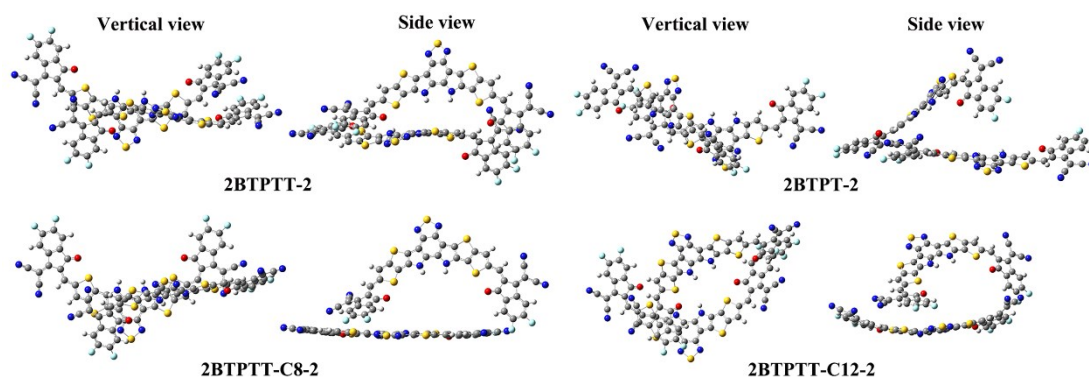 Vertical view Side view Vertical view Side view
2BTPTT-2 2BTPT-2
2BTPTT-C8-2 2BTPTT-C12-2